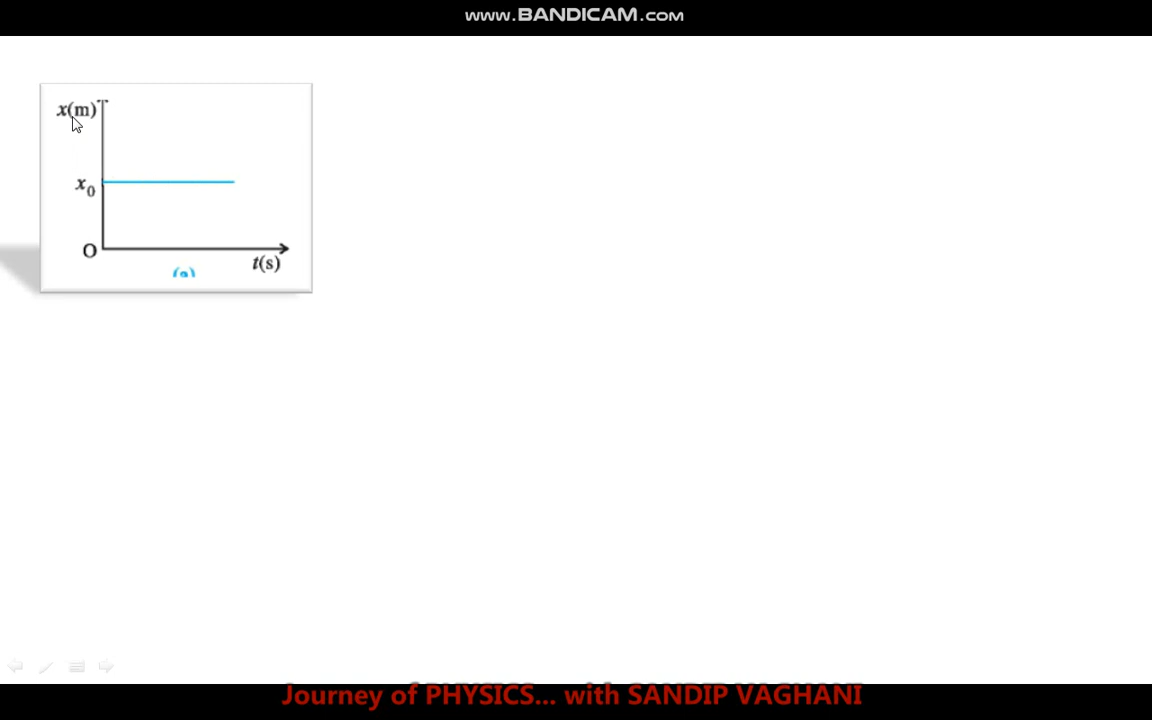 www.BANDICAM.com
x(m)
x0
O
t(s)
(a)
Journey of PHYSICS... with SANDIP VAGHANI